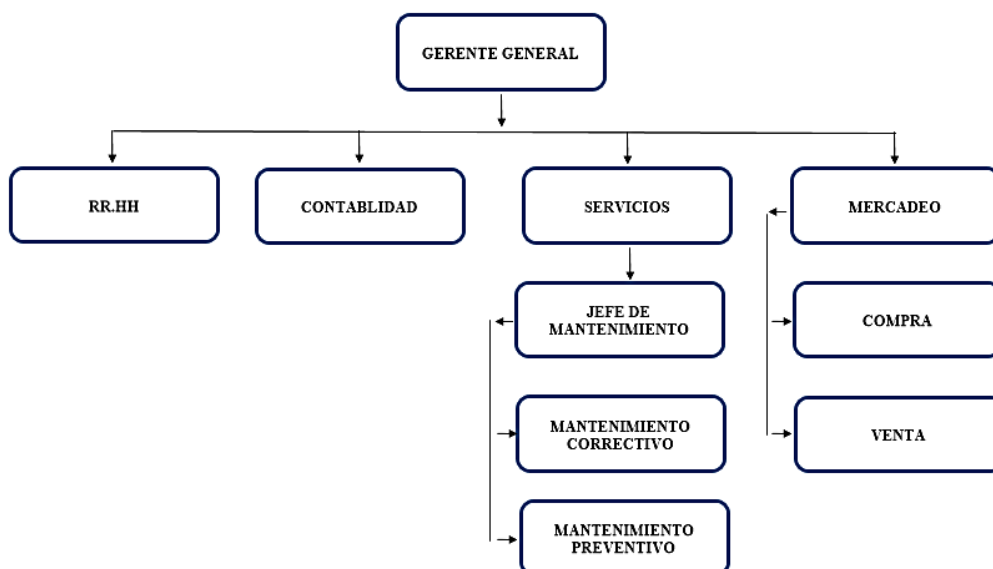 GERENTE GENERAL
RR.HH
CONTABLIDAD
SERVICIOS
MERCADEO
JEFE DE
MANTENIMIENTO
COMPRA
MANTENIMIENTO
CORRECTIVO
VENTA
MANTENIMIENTO
PREVENTIVO